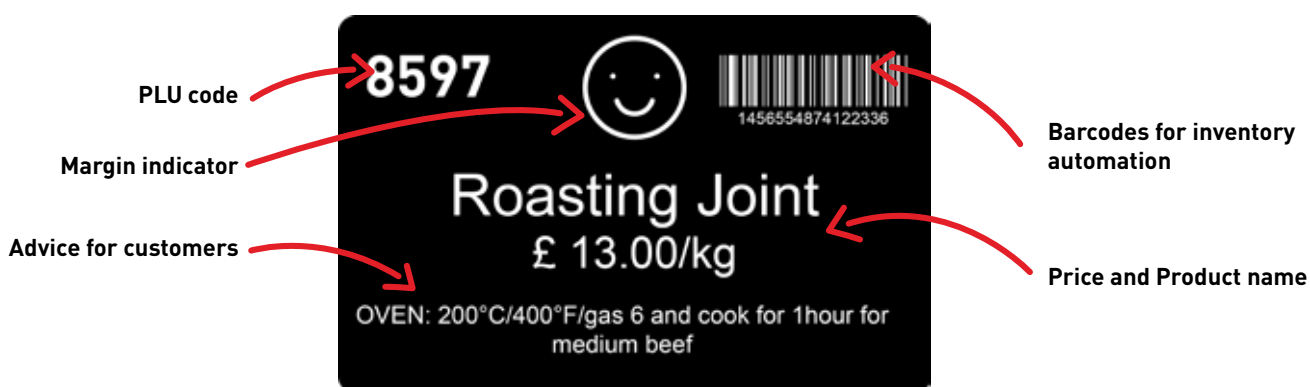 PLU code
Margin indicator
Advice for customers
8597
1456554874122336
Roasting Joint
£ 13.00/kg
OVEN: 200°C/400°F/gas 6 and cook for 1hour for
medium beef
Barcodes for inventory
automation
Price and Product name